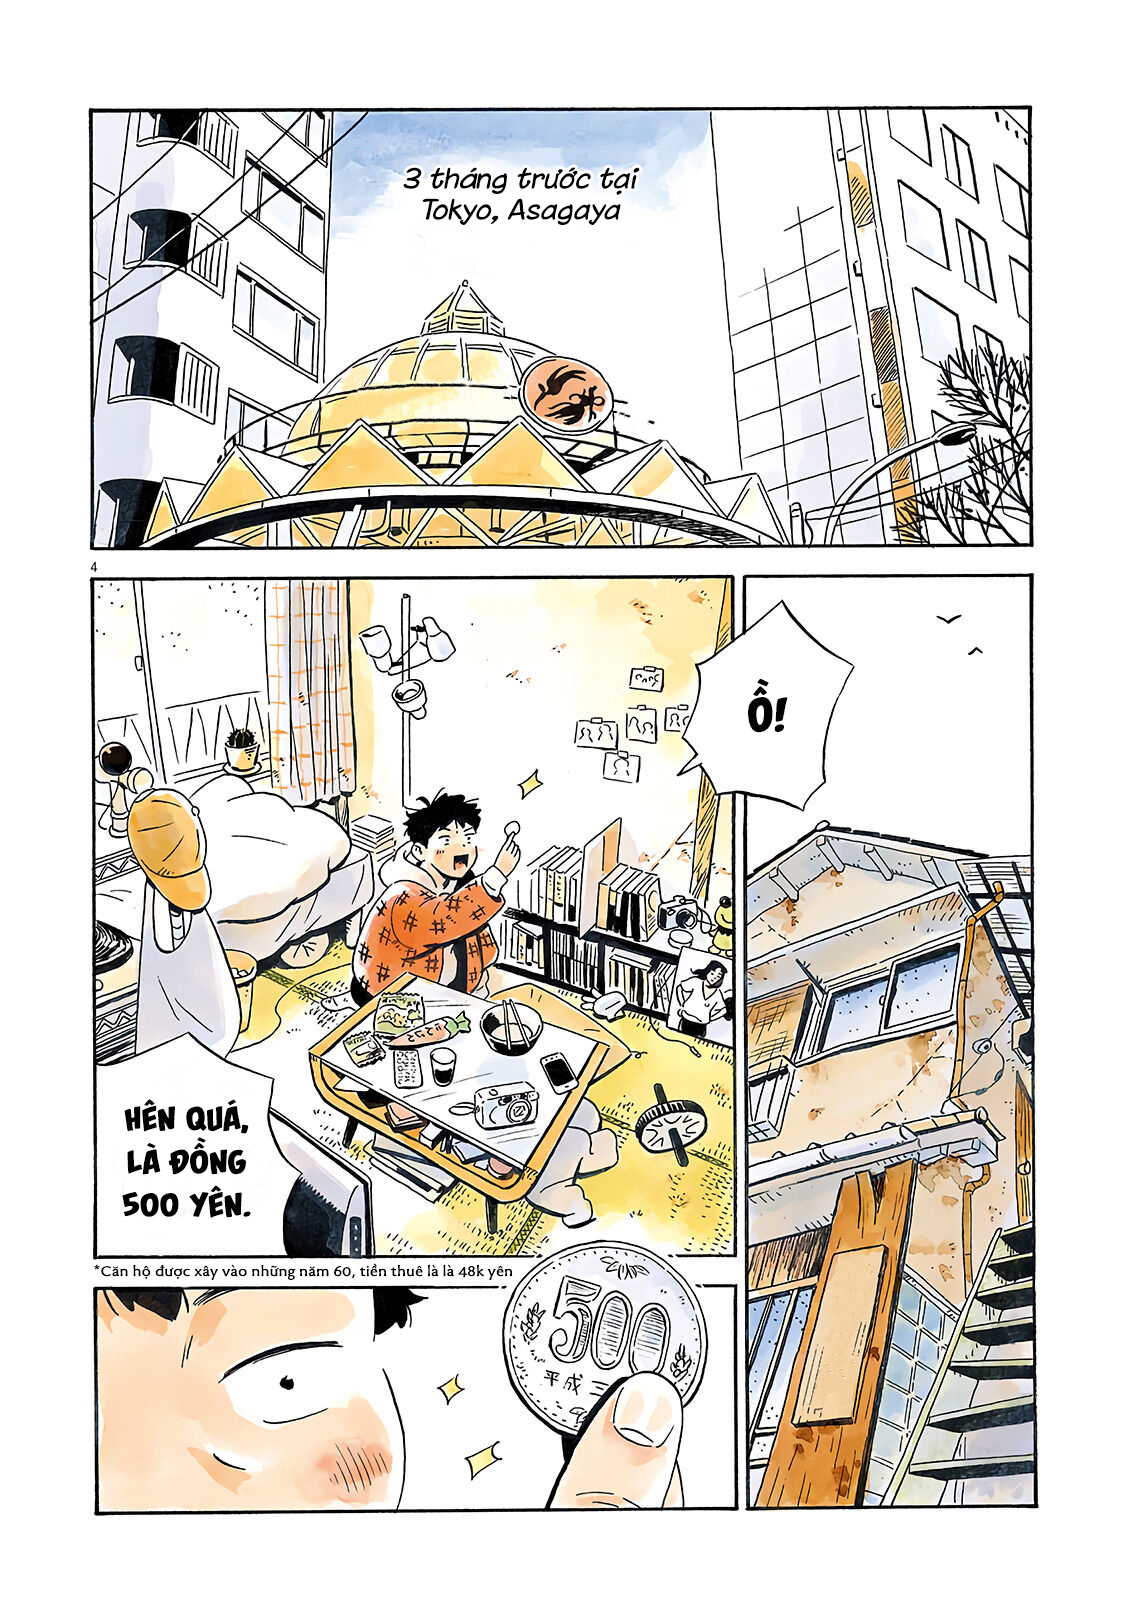 3 tháng trước tại
Tokyo, Asagaya
4
Ồ!
HÊN QUÁ,
LÀ ĐỒNG
500 YÊN.
*Căn hộ được xây vào những năm 60, tiền thuê là là 48k yên
500
平成三